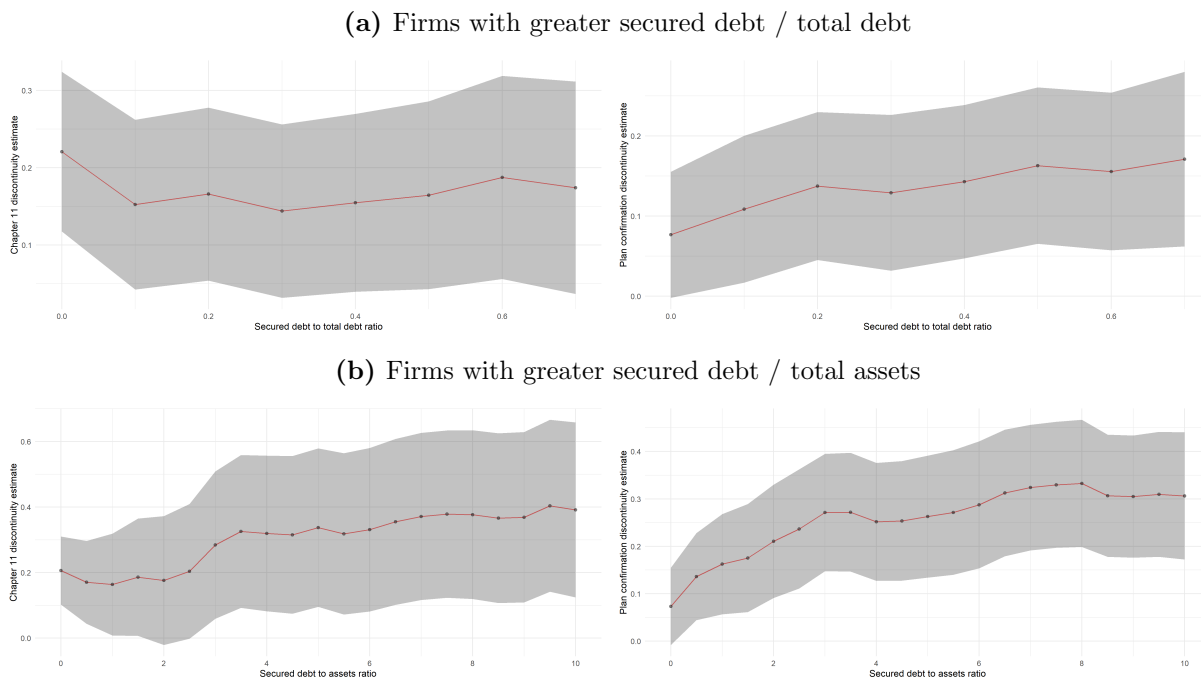 (a) Firms with greater secured debt / total debt
Chapter 11 discontinuity estimate
0.3
0.2
0.1
0.0 0.2 0.4 0.6
Secured debt to total debt ratio
Plan confirmation discontinuity estimate
0.2
0.1
0.0
0.0 0.2 0.4 0.6
Secured debt to total debt ratio
(b) Firms with greater secured debt / total assets
Chapter 11 discontinuity estimate
0.6
0.4
0.2
0.0
0 2 4 6 8 10
Secured debt to assets ratio
Plan confirmation discontinuity estimate
0.4
0.3
0.2
0.1
0.0
0 2 4 6 8 10
Secured debt to assets ratio